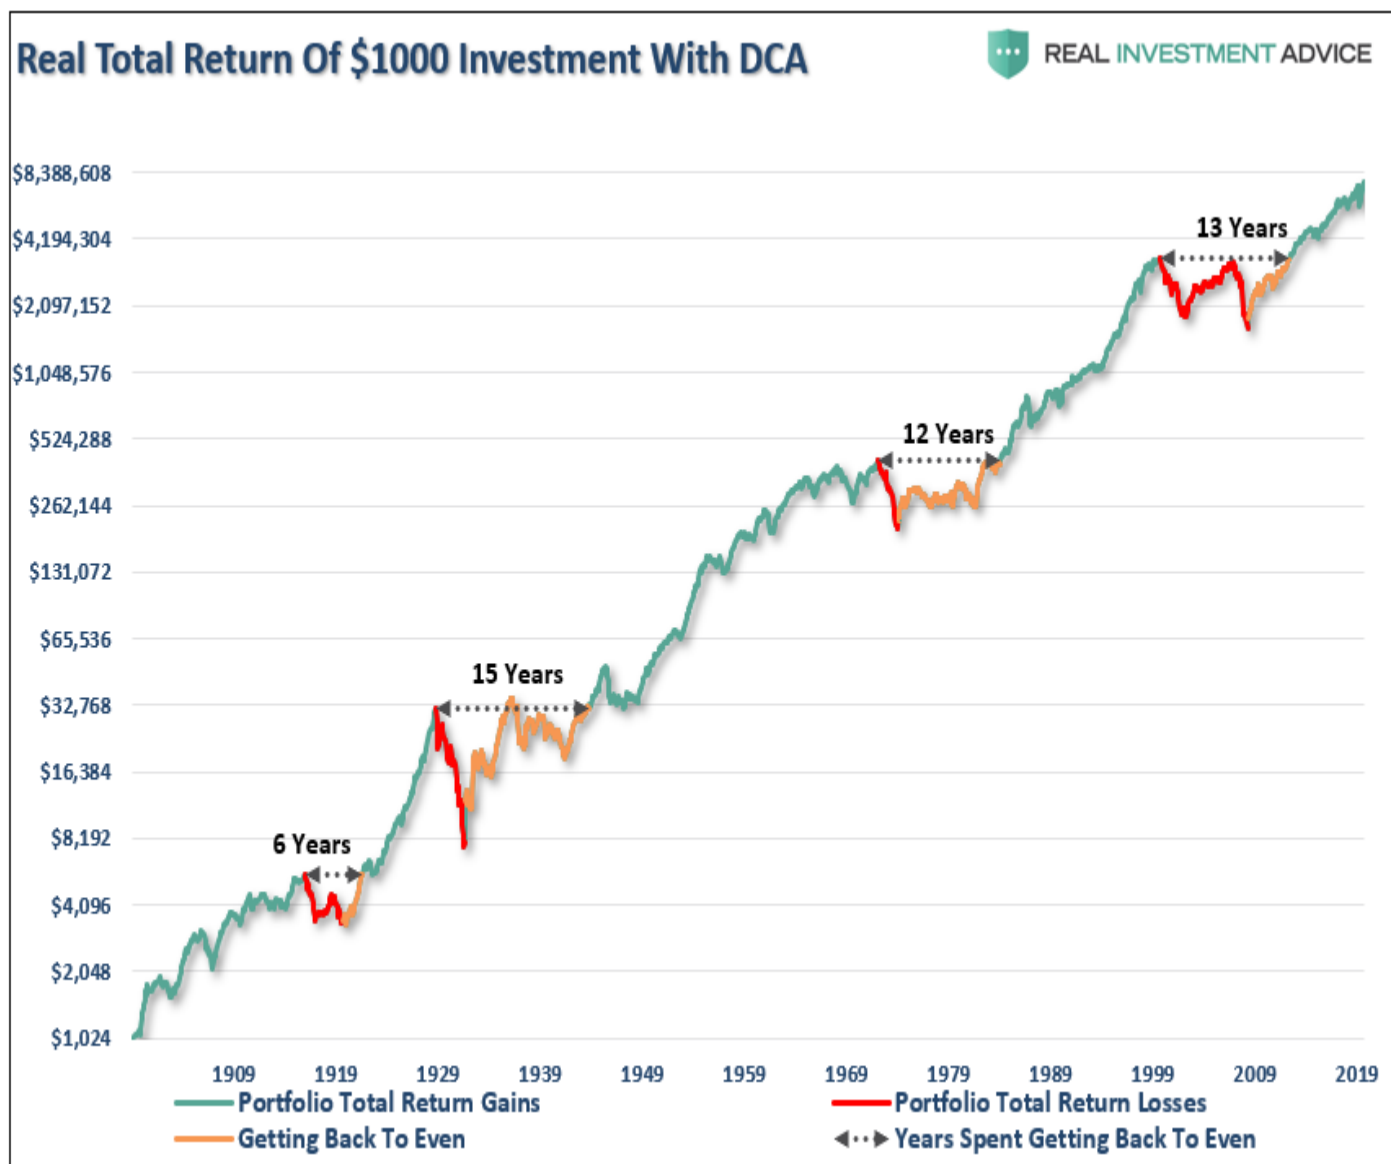 Real Total Return Of $1000 Investment With DCA
REAL INVESTMENT ADVICE
$8,388,608
13 Years
$4,194,304
$2,097,152
$1,048,576
12 Years
$524,288
$262,144
$131,072
$65,536
15 Years
$32,768
$16,384
$8,192
6 Years
$4,096
$2,048
$1,024
1909 1919 1929 1939 1949 1959 1969 1979 1989 1999 2009 2019
Portfolio Total Return Gains
Portfolio Total Return Losses
Getting Back To Even
Years Spent Getting Back To Even